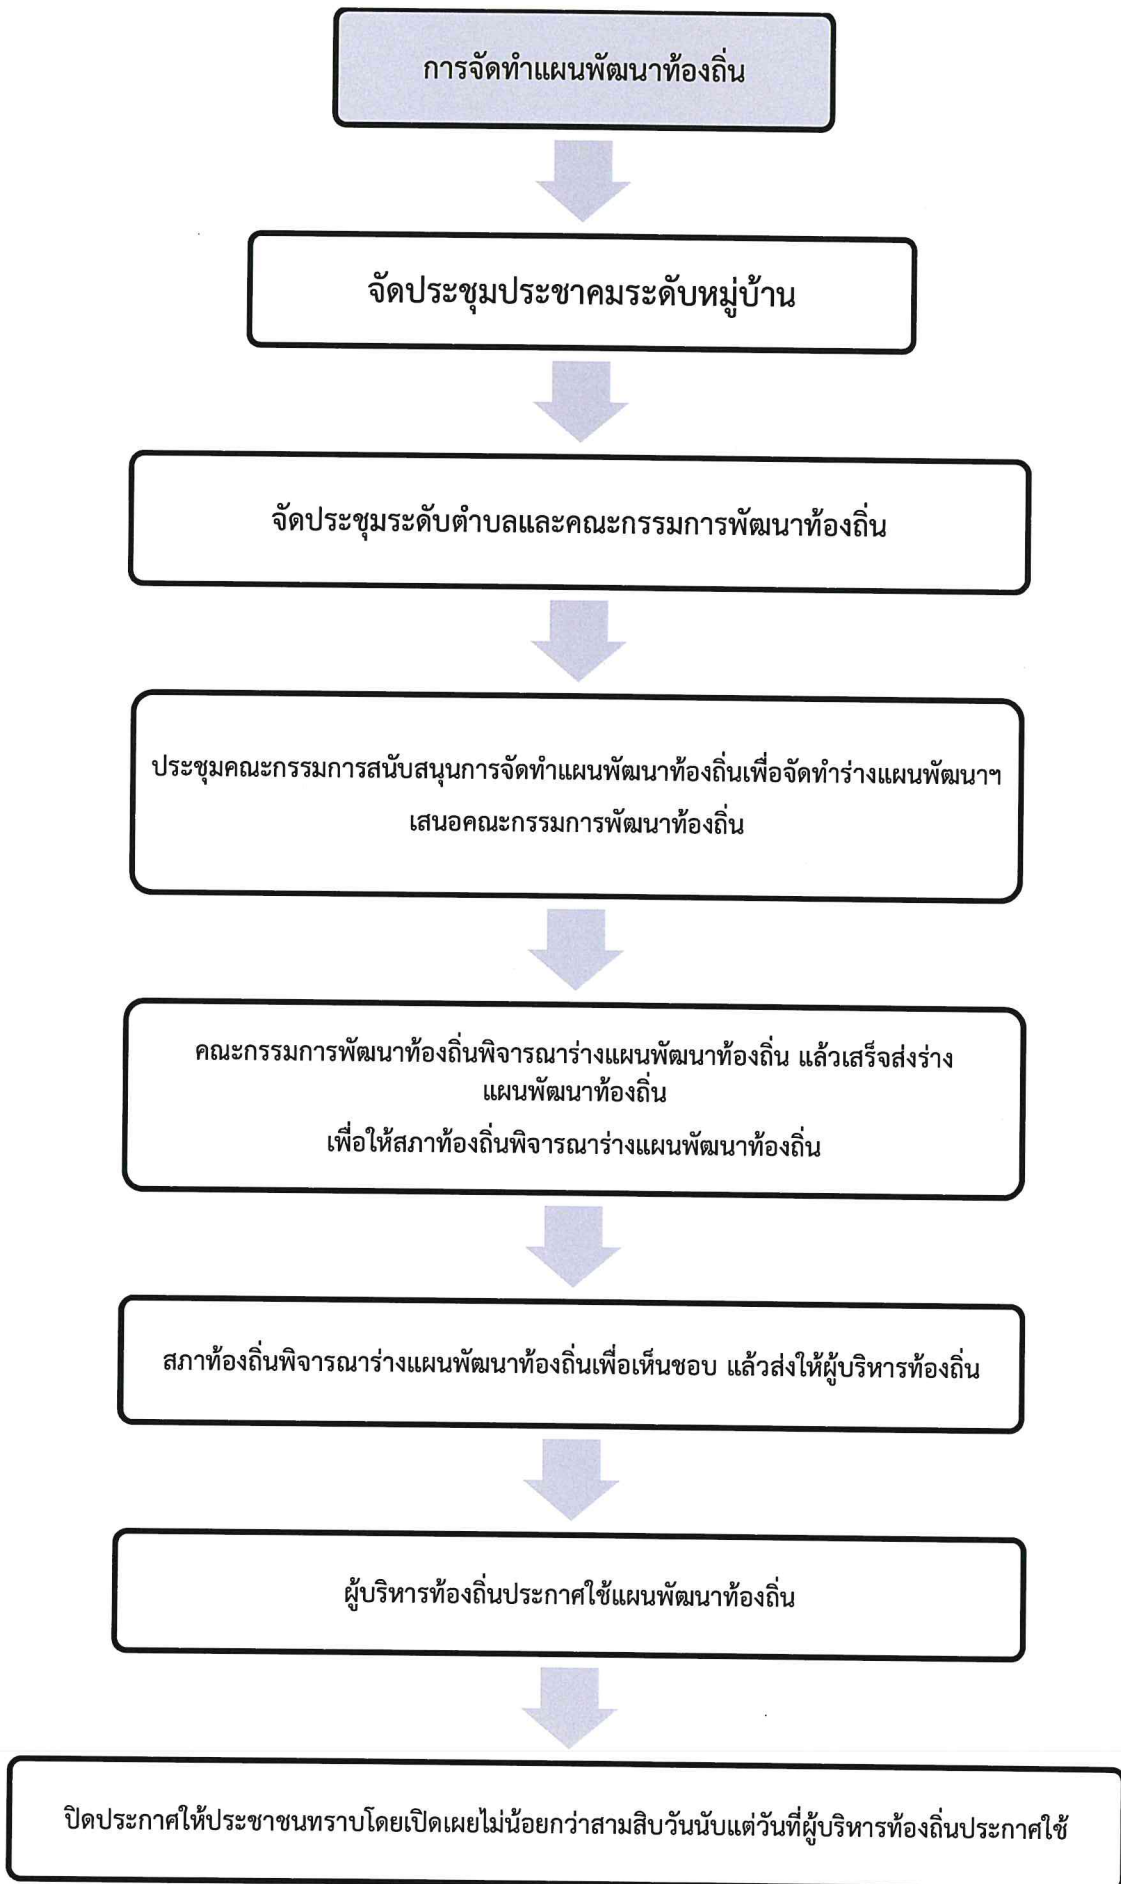 การจัดทำแผนพัฒนาท้องถิ่น
จัดประชุมประชาคมระดับหมู่บ้าน
จัดประชุมระดับตำบลและคณะกรรมการพัฒนาท้องถิ่น
ประชุมคณะกรรมการสนับสนุนการจัดทำแผนพัฒนาท้องถิ่นเพื่อจัดทำร่างแผนพัฒนาฯ
เสนอคณะกรรมการพัฒนาท้องถิ่น
คณะกรรมการพัฒนาท้องถิ่นพิจารณาร่างแผนพัฒนาท้องถิ่น แล้วเสร็จส่งร่าง
แผนพัฒนาท้องถิ่น
เพื่อให้สภาท้องถิ่นพิจารณาร่างแผนพัฒนาท้องถิ่น
สภาท้องถิ่นพิจารณาร่างแผนพัฒนาท้องถิ่นเพื่อเห็นชอบ แล้วส่งให้ผู้บริหารท้องถิ่น
ผู้บริหารท้องถิ่นประกาศใช้แผนพัฒนาท้องถิ่น
ปิดประกาศให้ประชาชนทราบโดยเปิดเผยไม่น้อยกว่าสามสิบวันนับแต่วันที่ผู้บริหารท้องถิ่นประกาศใช้